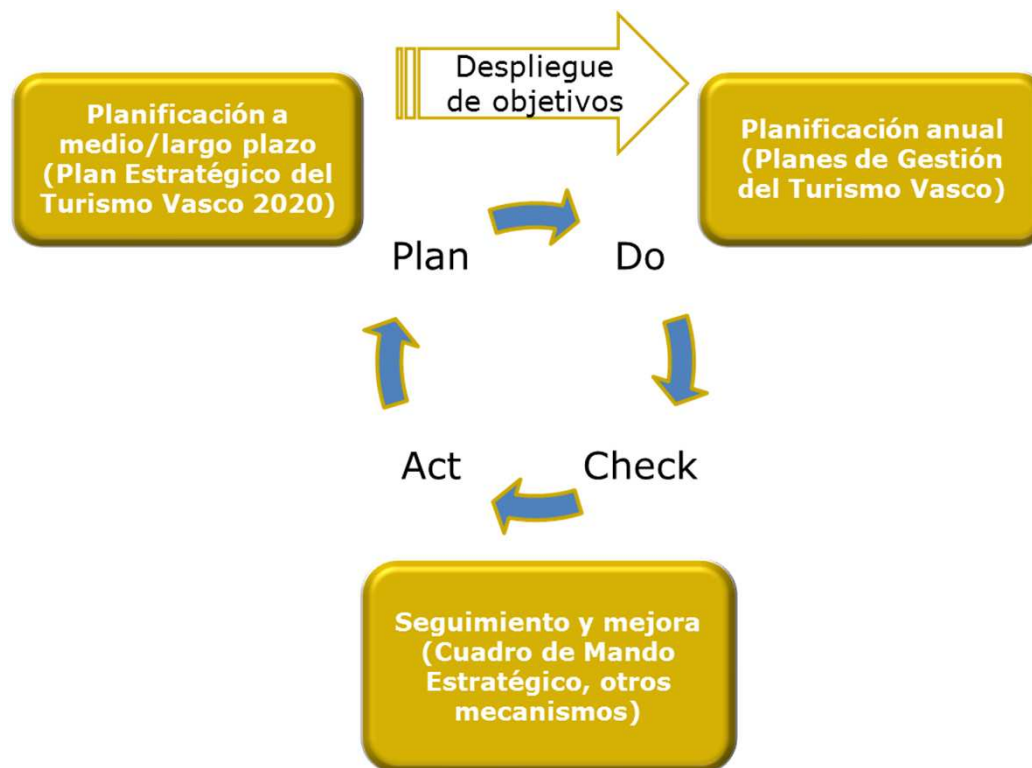 Despliegue
de objetivos
Planificación a
medio/largo plazo
(Plan Estratégico del
Turismo Vasco 2020)
Planificación anual
(Planes de Gestión
del Turismo Vasco)
Plan
Do
Act
Check
Seguimiento y mejora
(Cuadro de Mando
Estratégico, otros
mecanismos)